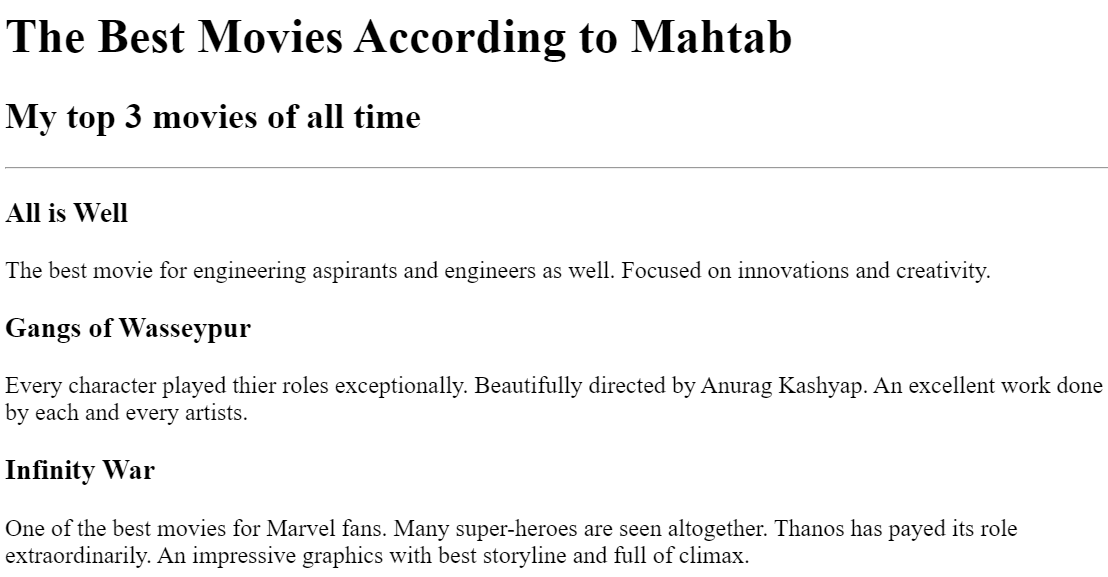 The Best Movies According to Mahtab
My top 3 movies of all time
All is Well
The best movie for engineering aspirants and engineers as well. Focused on innovations and creativity.
Gangs of Wasseypur
Every character played thier roles exceptionally. Beautifully directed by Anurag Kashyap. An excellent work done
by each and every artists.
Infinity War
One of the best movies for Marvel fans. Many super-heroes are seen altogether. Thanos has payed its role
extraordinarily. An impressive graphics with best storyline and full of climax.